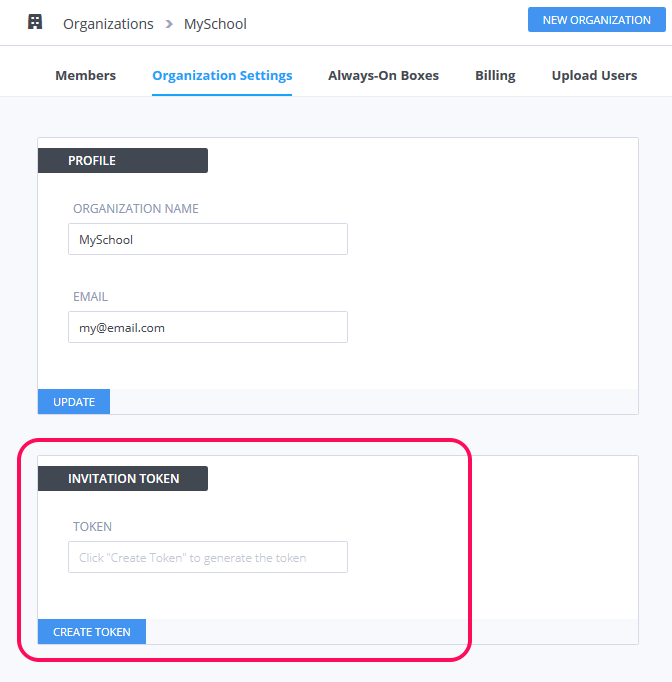 Organizations > MySchool
NEW ORGANIZATION
Members Organization Settings Always-On Boxes Billing Upload Users
PROFILE
ORGANIZATION NAME
MySchool
EMAIL
my@email.com
UPDATE
INVITATION TOKEN
TOKEN
Click "Create Token" to generate the token
CREATE TOKEN